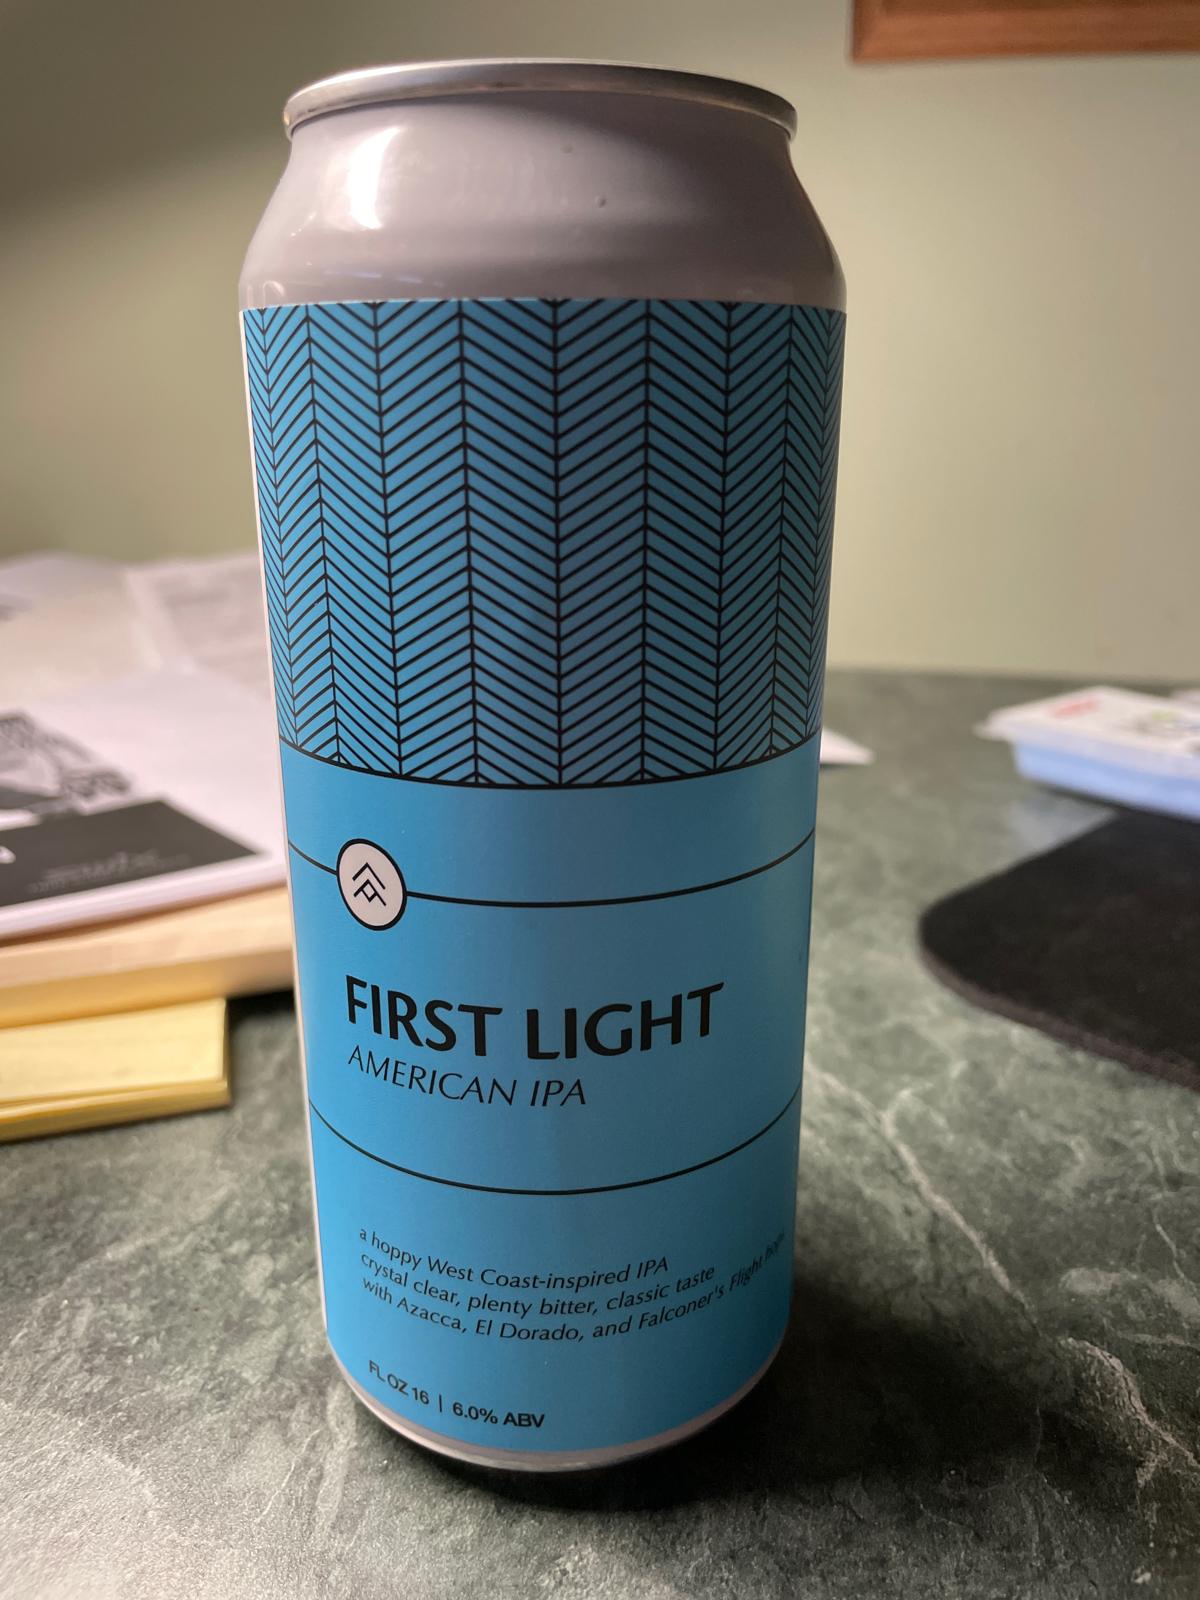 FIRST LIGHT
AMERICAN IPA
a hoppy West Coast-inspired IPA
crystal clear, plenty bitter, classic taste
with Azacca, El Dorado, and Falconer's Flight hops
FL OZ 16 | 6.0% ABV